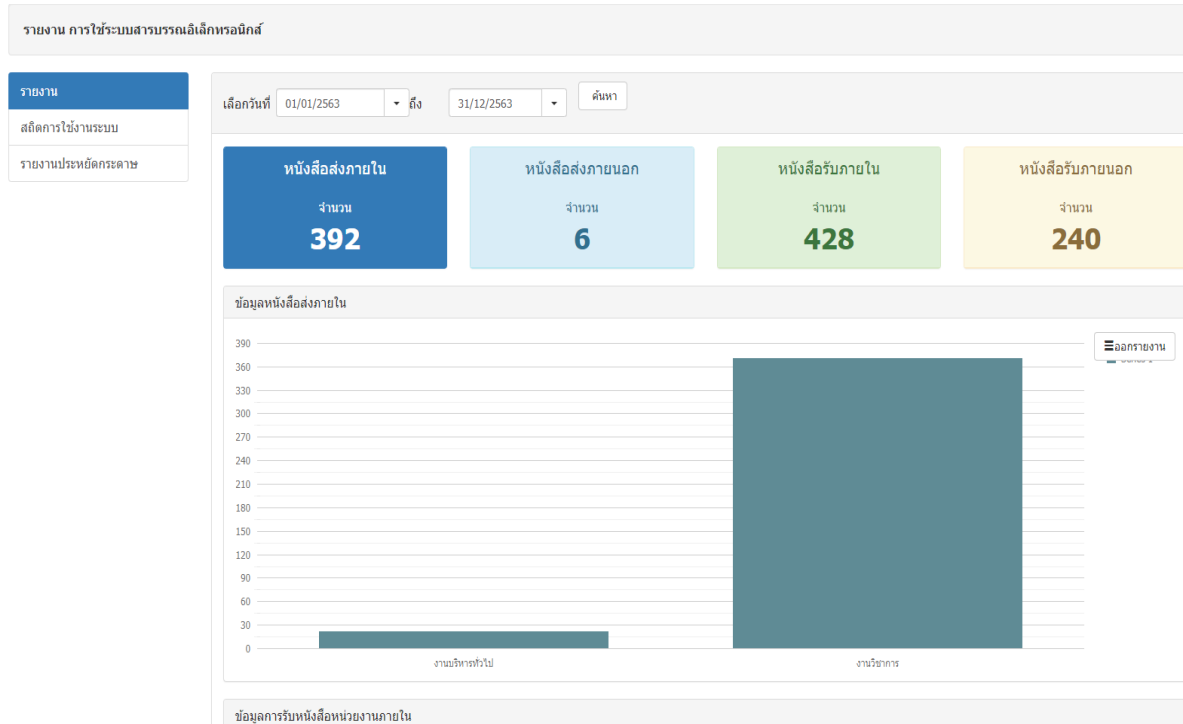 รายงาน การใช้ระบบสารบรรณอิเล็กทรอนิกส์
รายงาน
สถิตการใช้งานระบบ
รายงานประหยัดกระดาษ
เลือกวันที่ 01/01/2563 ถึง 31/12/2563 ค้นหา
หนังสือส่งภายใน
จำนวน
392
หนังสือส่งภายนอก
จำนวน
6
หนังสือรับภายใน
จำนวน
428
หนังสือรับภายนอก
จำนวน
240
ข้อมูลหนังสือส่งภายใน
ออกรายงาน
390
360
330
300
270
240
210
180
150
120
90
60
30
0
งานบริหารทั่วไป
งานวิชาการ
ข้อมูลการรับหนังสือหน่วยงานภายใน